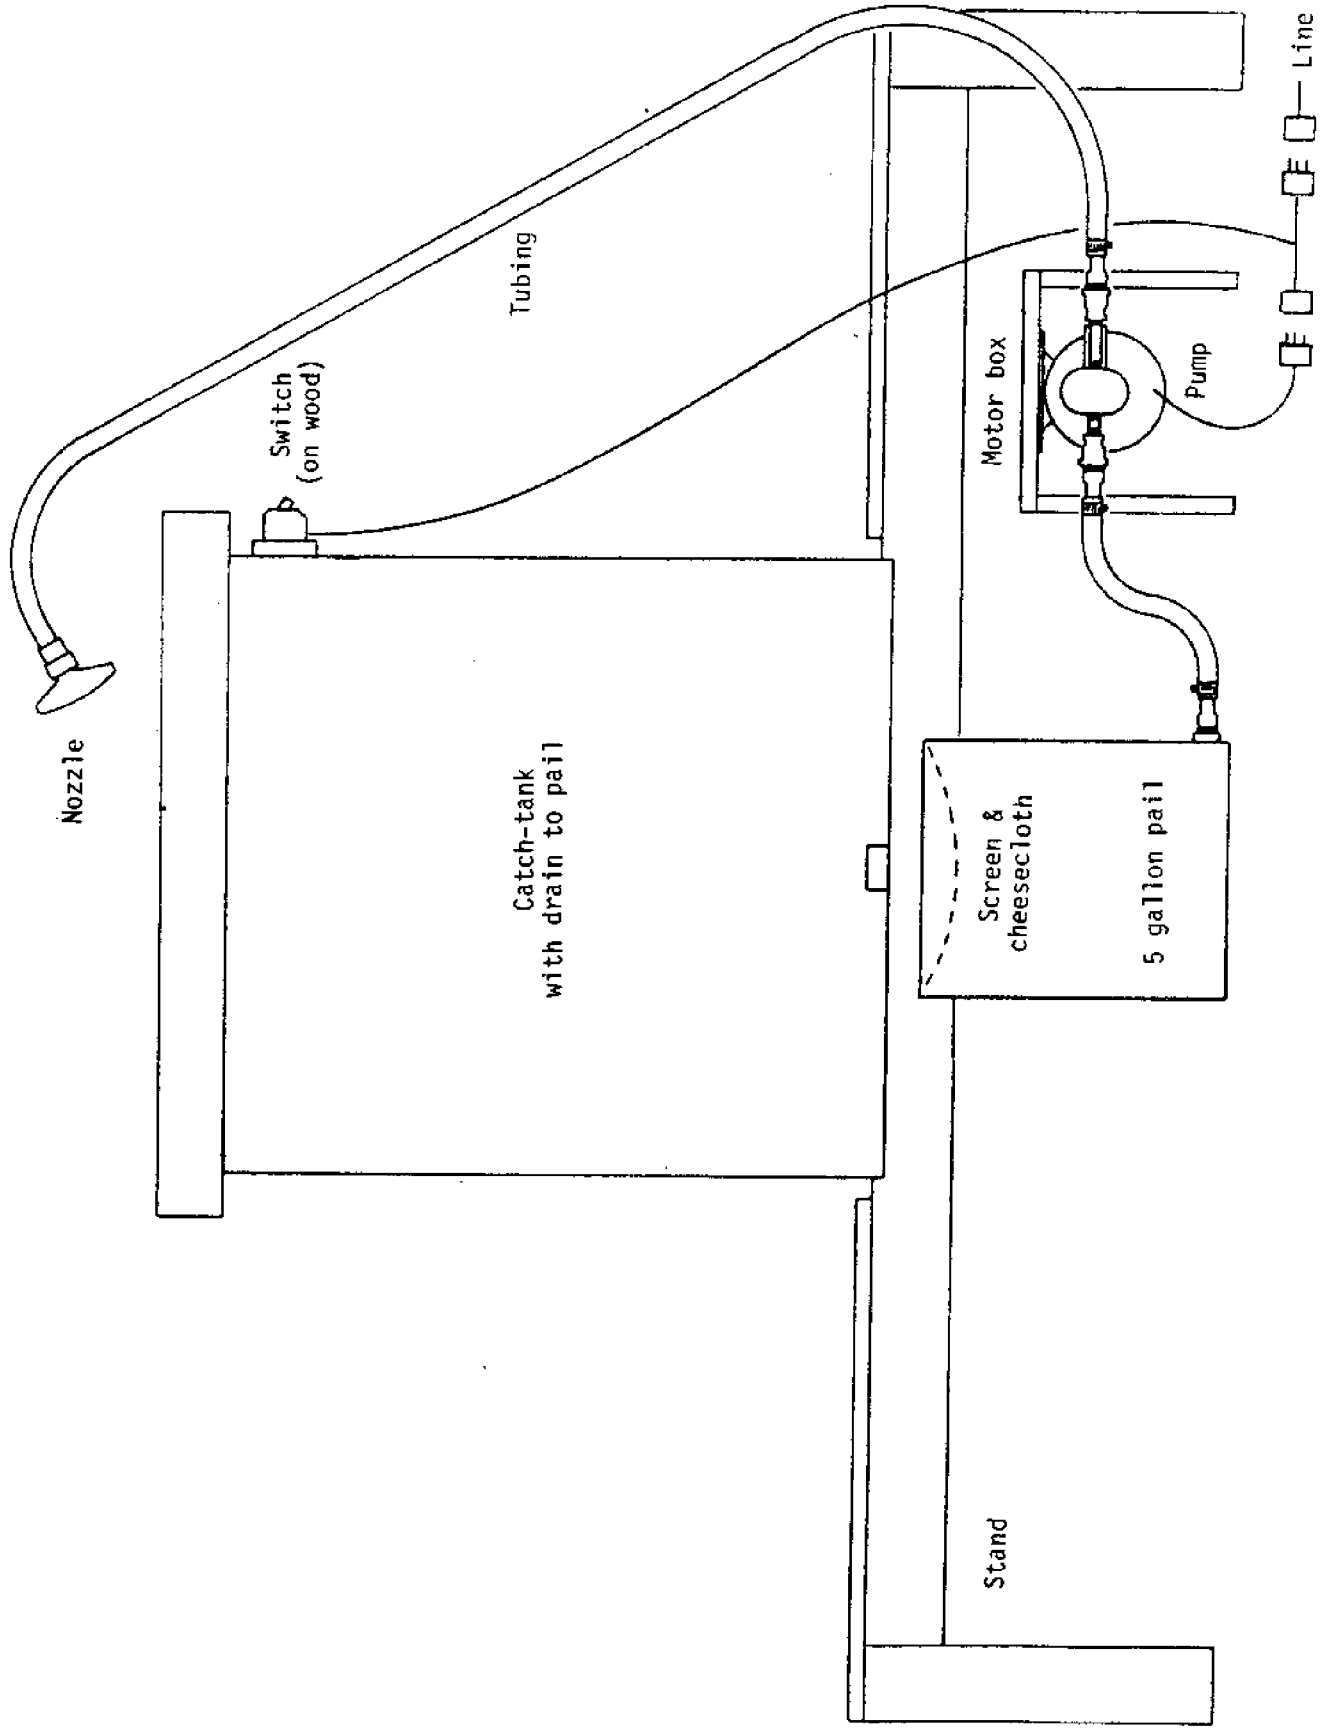 Nozzle
Switch
(on wood)
Tubing
Catch-tank
with drain to pail
Motor box
Pump
Line
Screen &
cheesecloth
5 gallon pail
Stand